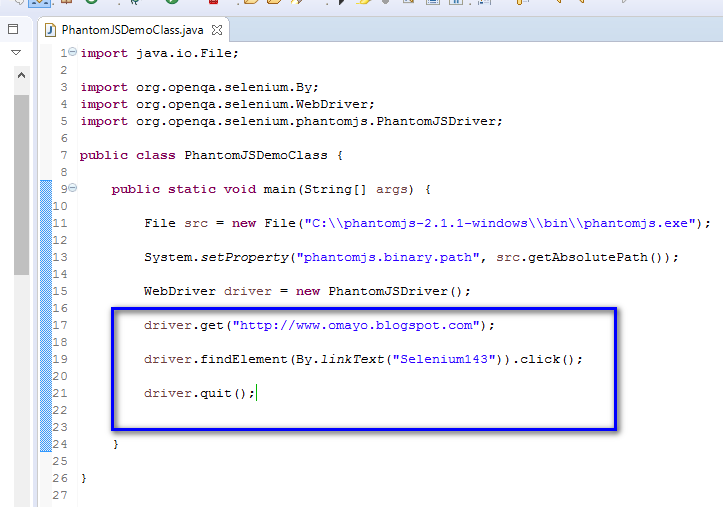 PhantomJSDemoClass.java
1 import java.io.File;
2
3 import org.openqa.selenium.By;
4 import org.openqa.selenium.WebDriver;
5 import org.openqa.selenium.phantomjs.PhantomJSDriver;
6
7 public class PhantomJSDemoClass {
8
9 public static void main(String[] args) {
10
11 File src = new File("C:\\phantomjs-2.1.1-windows\\bin\\phantomjs.exe");
12
13 System.setProperty("phantomjs.binary.path", src.getAbsolutePath());
14
15 WebDriver driver = new PhantomJSDriver();
16
17 driver.get("http://www.omayo.blogspot.com");
18
19 driver.findElement(By.linkText("Selenium143")).click();
20
21 driver.quit();
22
23
24 }
25
26 }
27